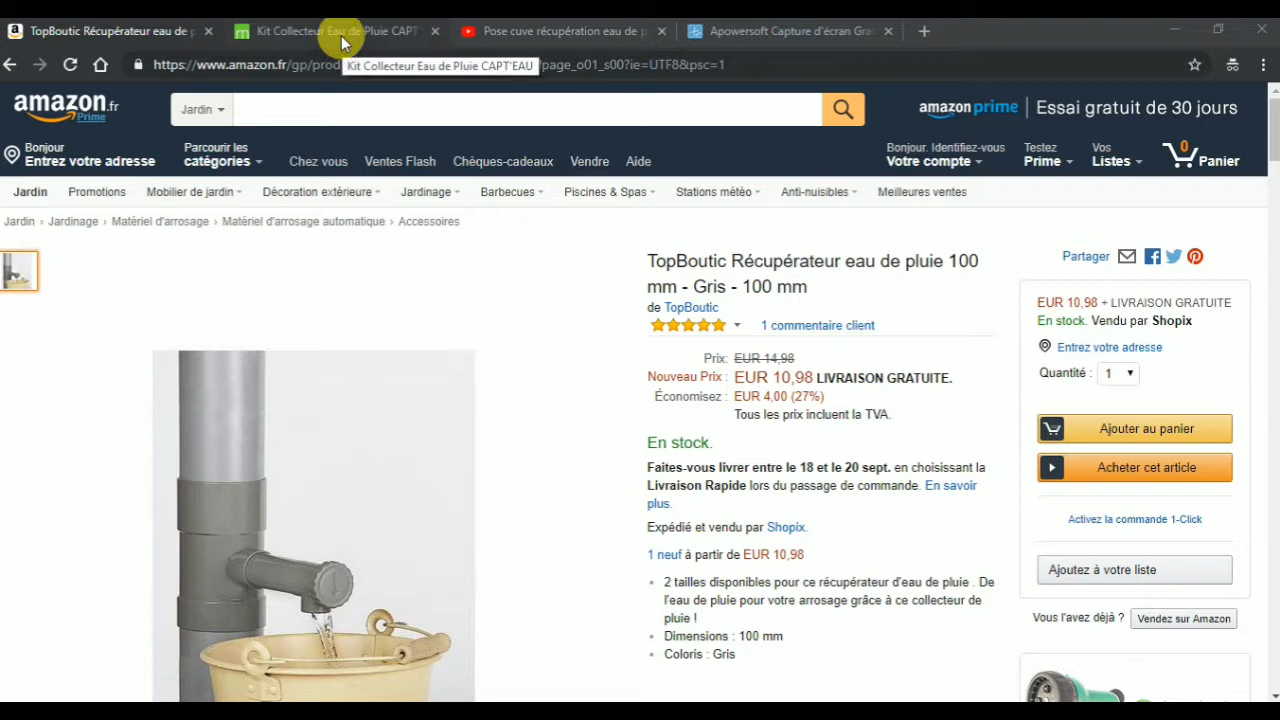 TopBoutic Récupérateur eau de p
Kit Collecteur Eau de Pluie CAPT'
Pose cuve récupération eau de p
Apowersoft Capture d'écran Gra
https://www.amazon.fr/gp/prod
Kit Collecteur Eau de Pluie CAPT'EAU
page_o01_s00?ie=UTF8&psc=1
amazon.fr
Prime
Jardin
amazon prime
Essai gratuit de 30 jours
Bonjour
Entrez votre adresse
Parcourir les
catégories
Chez vous
Ventes Flash
Chèques-cadeaux
Vendre
Aide
Bonjour. Identifiez-vous
Votre compte
Testez
Prime
Vos
Listes
0
Panier
Jardin
Promotions
Mobilier de jardin
Décoration extérieure
Jardinage
Barbecues
Piscines & Spas
Stations météo
Anti-nuisibles
Meilleures ventes
Jardin › Jardinage › Matériel d'arrosage › Matériel d'arrosage automatique › Accessoires
TopBoutic Récupérateur eau de pluie 100
mm - Gris - 100 mm
de TopBoutic
1 commentaire client
Prix: EUR 14,98
Nouveau Prix : EUR 10,98 LIVRAISON GRATUITE.
Économisez : EUR 4,00 (27%)
Tous les prix incluent la TVA.
En stock.
Faites-vous livrer entre le 18 et le 20 sept. en choisissant la
Livraison Rapide lors du passage de commande. En savoir
plus.
Expédié et vendu par Shopix.
1 neuf à partir de EUR 10,98
2 tailles disponibles pour ce récupérateur d'eau de pluie . De
l'eau de pluie pour votre arrosage grâce à ce collecteur de
pluie !
Dimensions : 100 mm
Coloris : Gris
Partager
EUR 10,98 + LIVRAISON GRATUITE
En stock. Vendu par Shopix
Entrez votre adresse
Quantité : 1
Ajouter au panier
Acheter cet article
Activez la commande 1-Click
Ajoutez à votre liste
Vous l'avez déjà ? Vendez sur Amazon